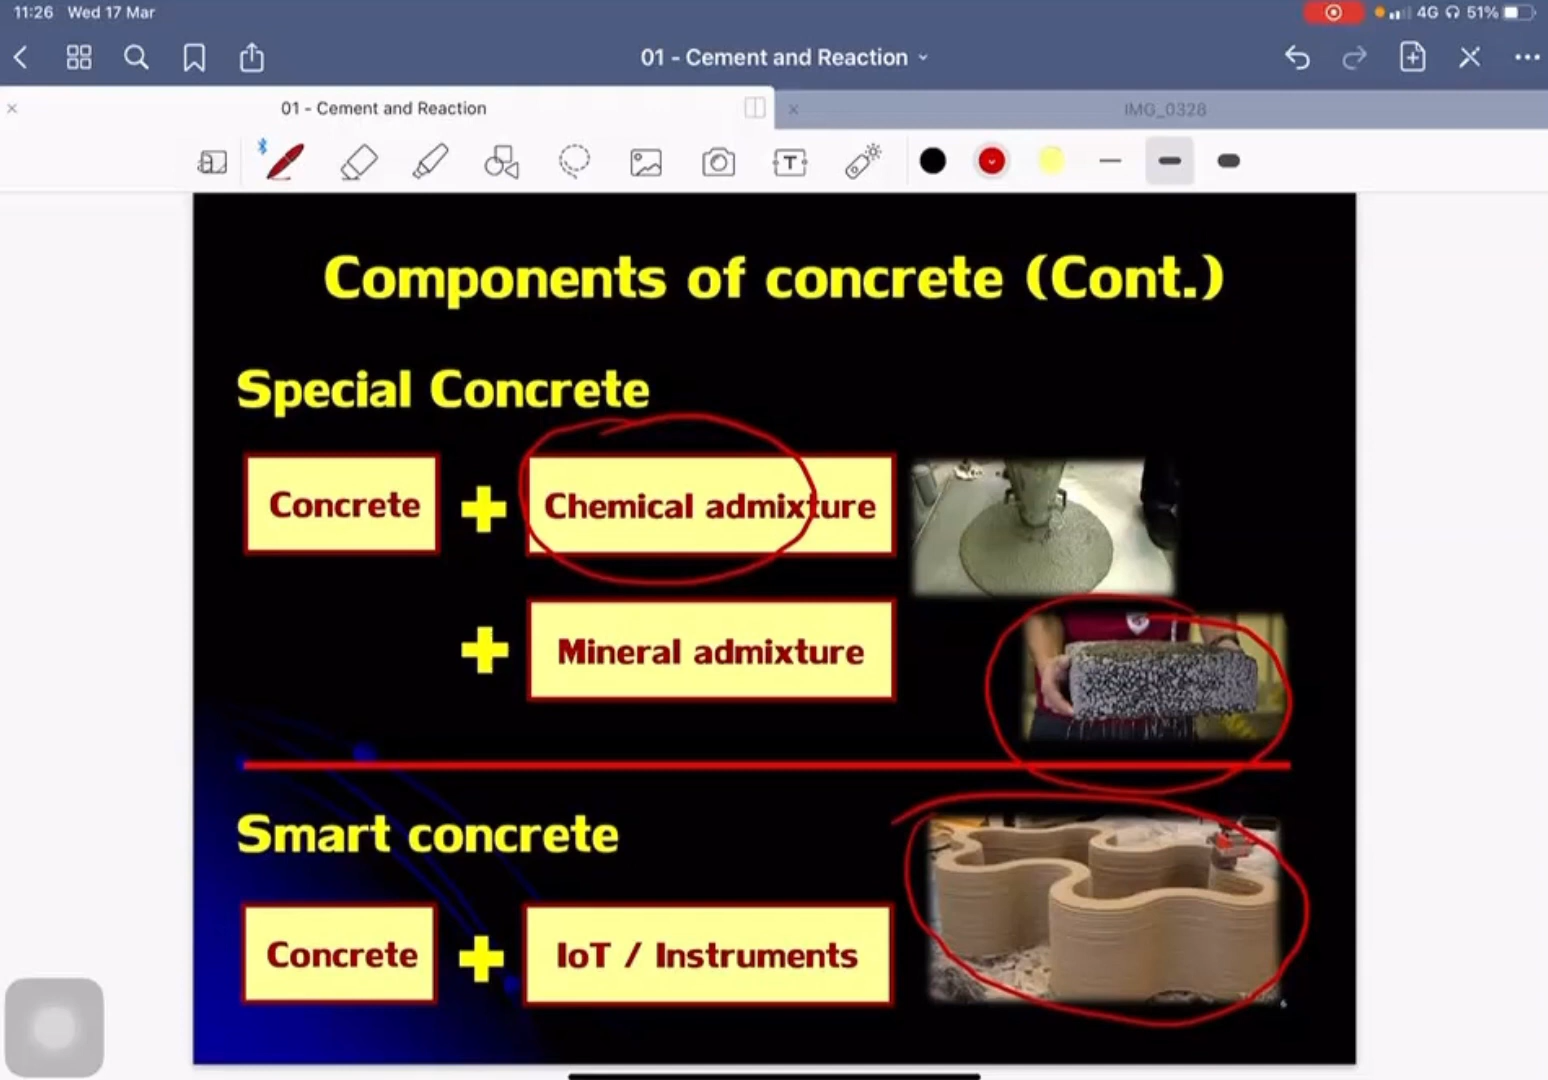 11:26 Wed 17 Mar
4G 51%
01 - Cement and Reaction
01 - Cement and Reaction
IMG_0328
T
Components of concrete (Cont.)
Special Concrete
Concrete + Chemical admixture
+ Mineral admixture
Smart concrete
Concrete + IoT / Instruments
6